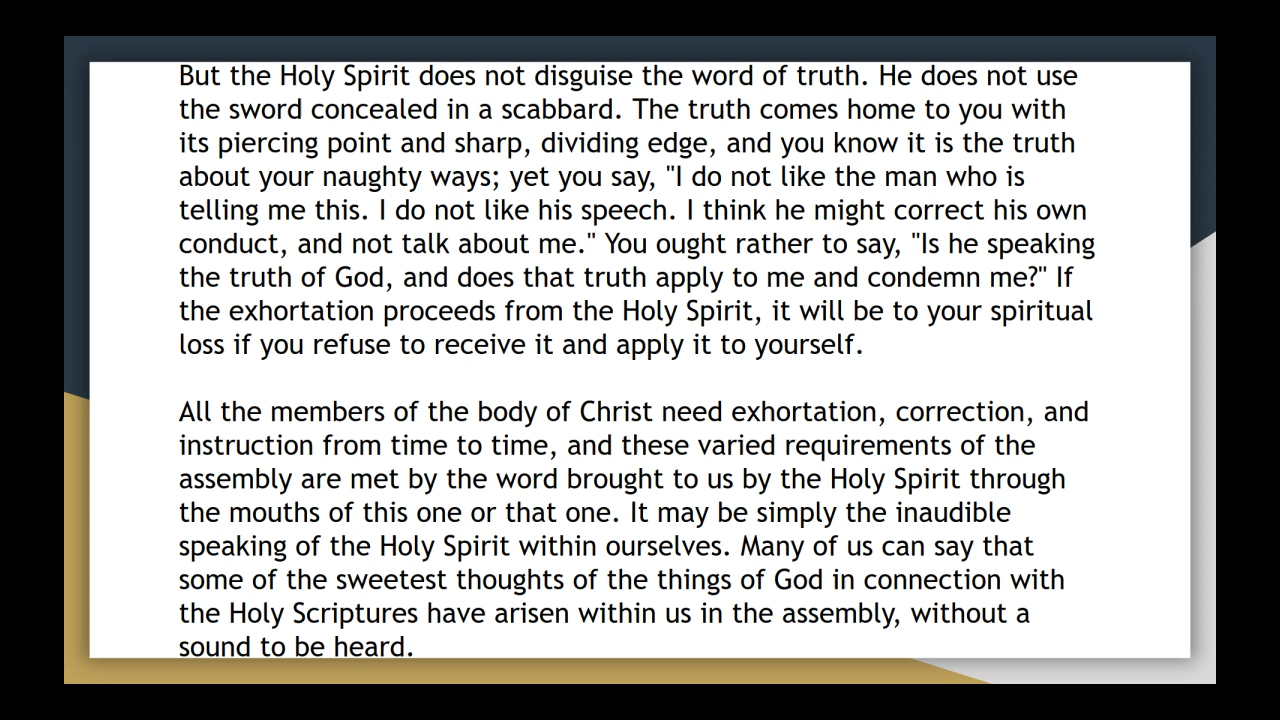 But the Holy Spirit does not disguise the word of truth. He does not use
the sword concealed in a scabbard. The truth comes home to you with
its piercing point and sharp, dividing edge, and you know it is the truth
about your naughty ways; yet you say, "I do not like the man who is
telling me this. I do not like his speech. I think he might correct his own
conduct, and not talk about me." You ought rather to say, "Is he speaking
the truth of God, and does that truth apply to me and condemn me?" If
the exhortation proceeds from the Holy Spirit, it will be to your spiritual
loss if you refuse to receive it and apply it to yourself.
All the members of the body of Christ need exhortation, correction, and
instruction from time to time, and these varied requirements of the
assembly are met by the word brought to us by the Holy Spirit through
the mouths of this one or that one. It may be simply the inaudible
speaking of the Holy Spirit within ourselves. Many of us can say that
some of the sweetest thoughts of the things of God in connection with
the Holy Scriptures have arisen within us in the assembly, without a
sound to be heard.